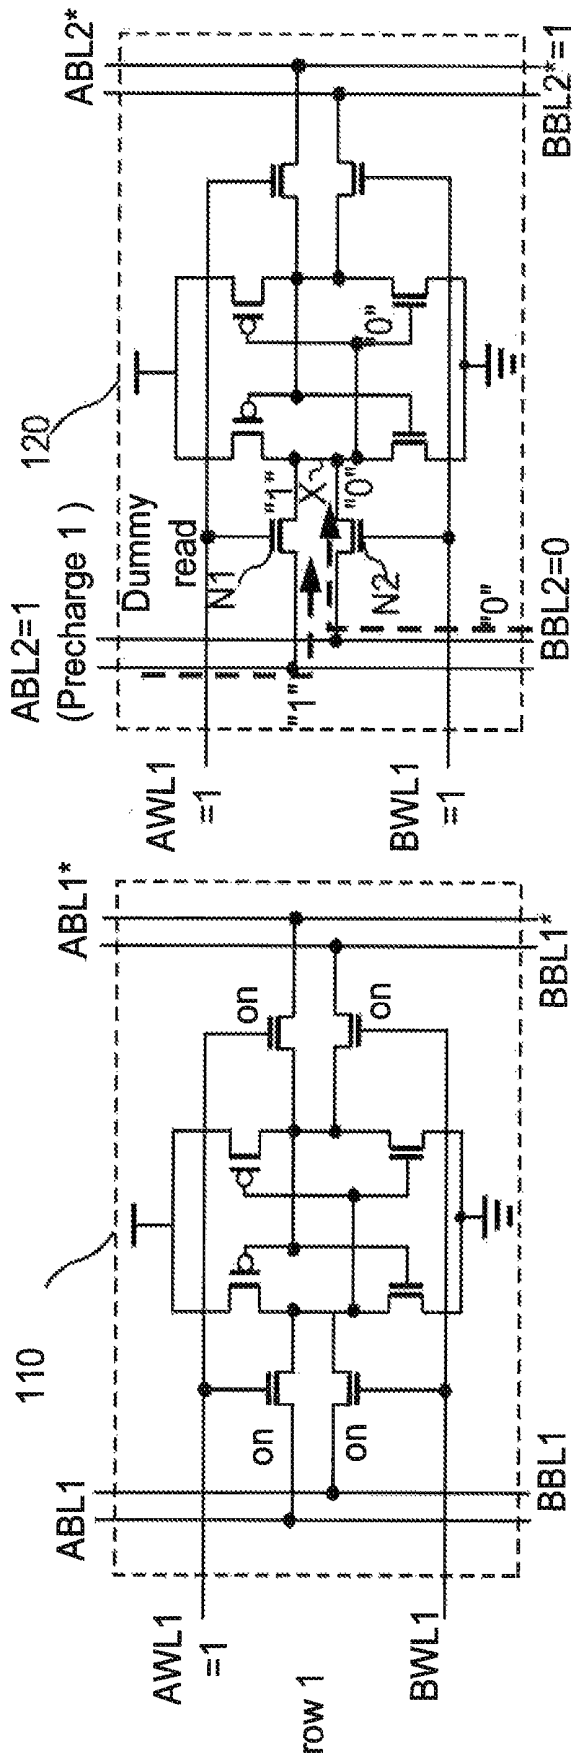 110
ABL1
ABL1*
AWL1
=1
on
on
on
on
row 1
BWL1
BBL1
BBL1*
120
ABL2=1
(Precharge 1)
ABL2*
Dummy
read
AWL1
=1
N1
"1"
X
"0"
"0"
"1"
N2
BWL1
=1
"0"
BBL2=0
BBL2*=1